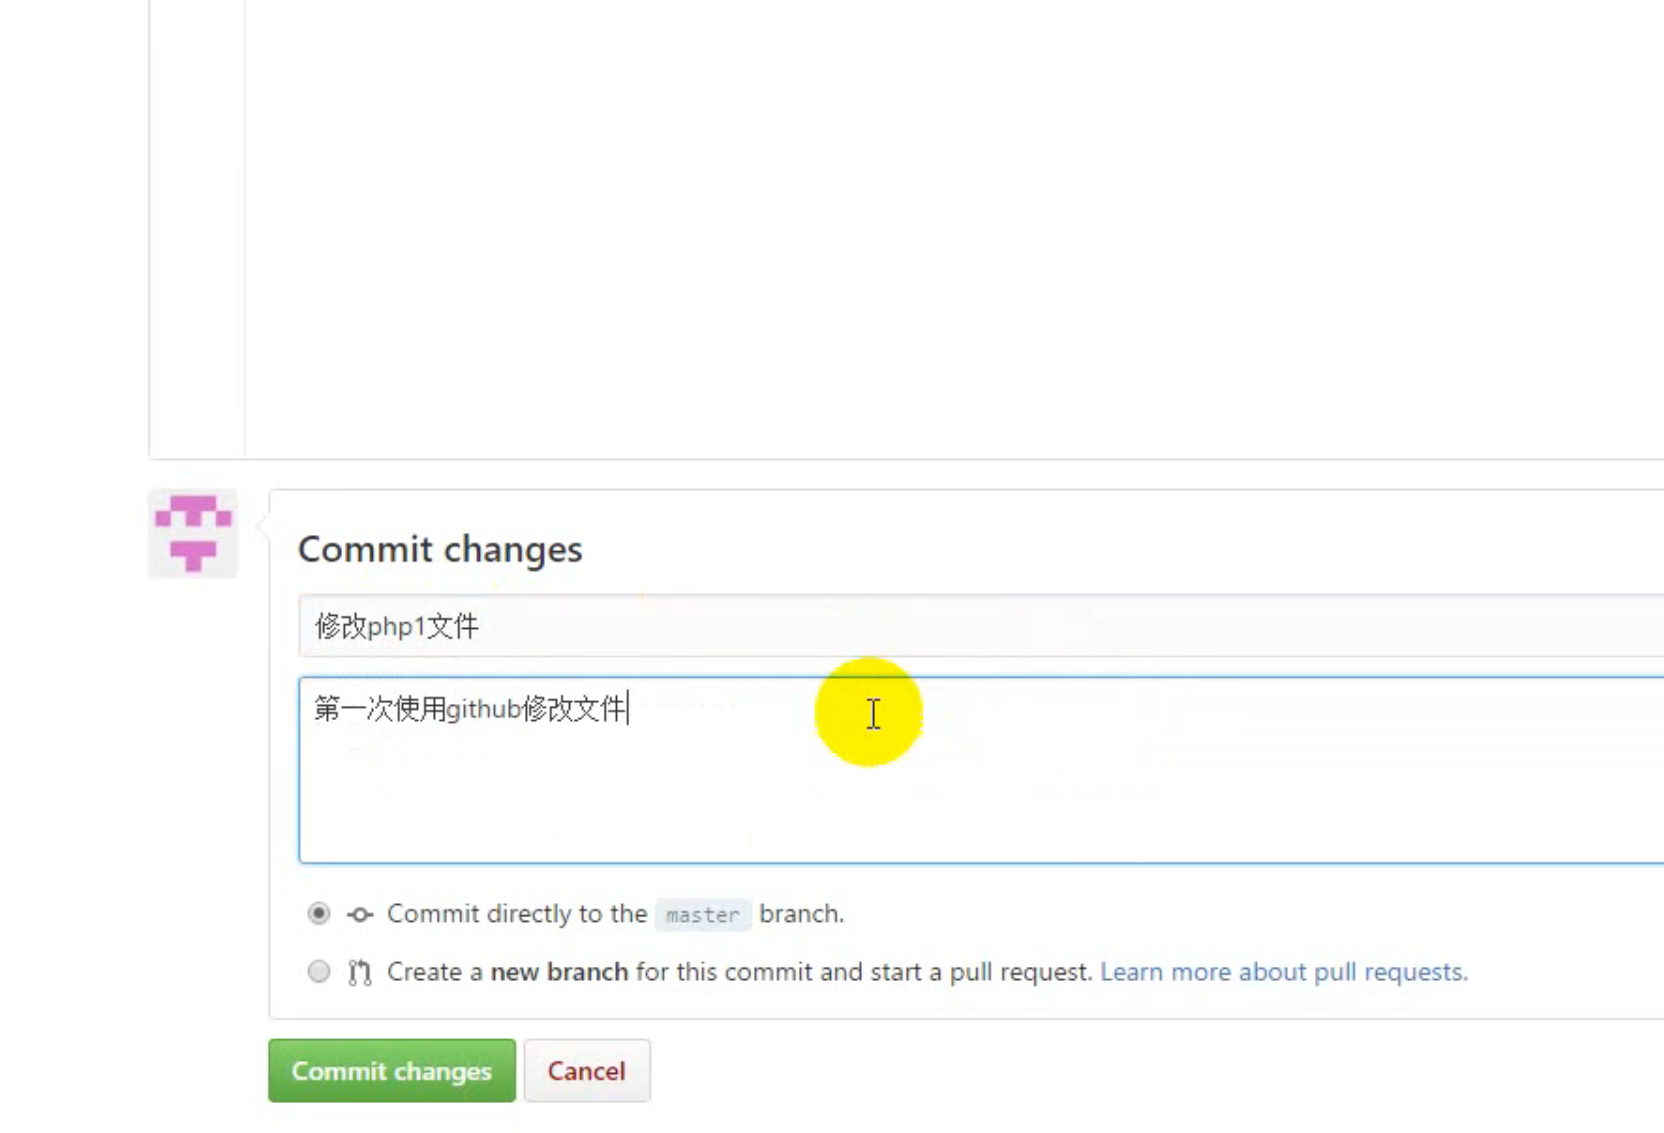 Commit changes
修改php1文件
第一次使用github修改文件
Commit directly to the master branch.
Create a new branch for this commit and start a pull request. Learn more about pull requests.
Commit changes
Cancel